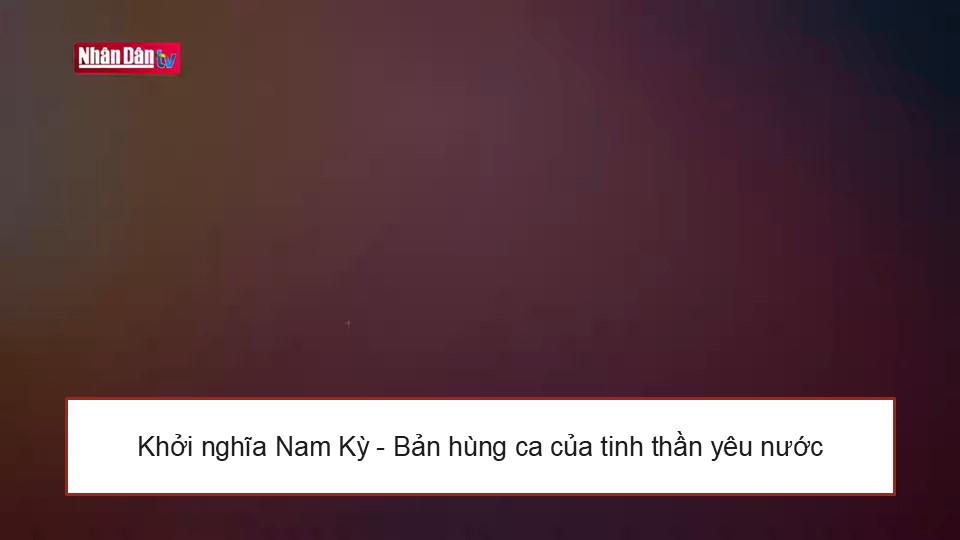 Nhân Dân tv
Khởi nghĩa Nam Kỳ - Bản hùng ca của tinh thần yêu nước